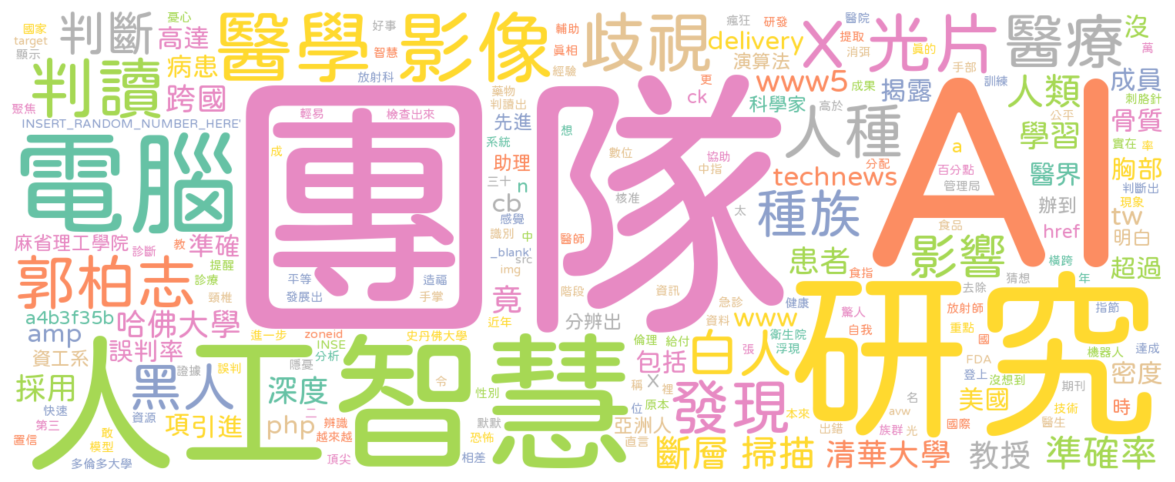 國家 憂心 好事 輔助 研發 瘋狂 醫院 提取 真的 沒 萬
target 判斷 高達 智慧 醫學 影像 真相 歧視 delivery X光片 消弭 醫療
顯示 病患 放射科 經驗 演算法 手部
聚焦 判讀 跨國 輕易 檢查出來 藥物 判讀出 更 www5 成果 揭露 訓練 人類 成員
INSERT_RANDOM_NUMBER_HERE' 先進 ck 科學家 高於 刺胳針 骨質
電腦 團隊 成 系統 想 數位 協助 人種 AI 公平 學習 實在 率
助理 三十 中指 technews 分配 a 百分點 醫界 胸部
n cb 核准 種族 管理局 辦到 判斷出
感覺 識別 中 醫師 太 食品 href 現象 tw
麻省理工學院 診斷 教 準確 _blank' src 影響 明白
郭柏志 提醒 診療 平等 造福 img 階段 資訊 患者 食指 橫跨 超過
頸椎 發展出 手掌 竟 急診 健康 猜想 去除 年
a4b3f35b 哈佛大學 進一步 近年 分辨出 資料 www 驚人 放射師 自我 指節
amp zoneid 史丹佛大學 衛生院 重點 國
資工系 誤判率 INSE 分析 倫理 給付 浮現 研究 機器人 達成
人工智慧 證據 誤判 隱憂 包括 張 白人 FDA 登上 沒想到 密度
採用 黑人 深度 令 性別 稱 X 裡 美國 期刊
快速 資源 二 位 原本 發現 本來 名 avw 技術 時
第三 敵 項 引進 php 辨識 默默 亞洲人 族群 光 國際 醫生
置信 模型 越來越 恐怖 直言 出錯
多倫多大學 頂尖 相差 斷層 掃描 清華大學 教授 準確率